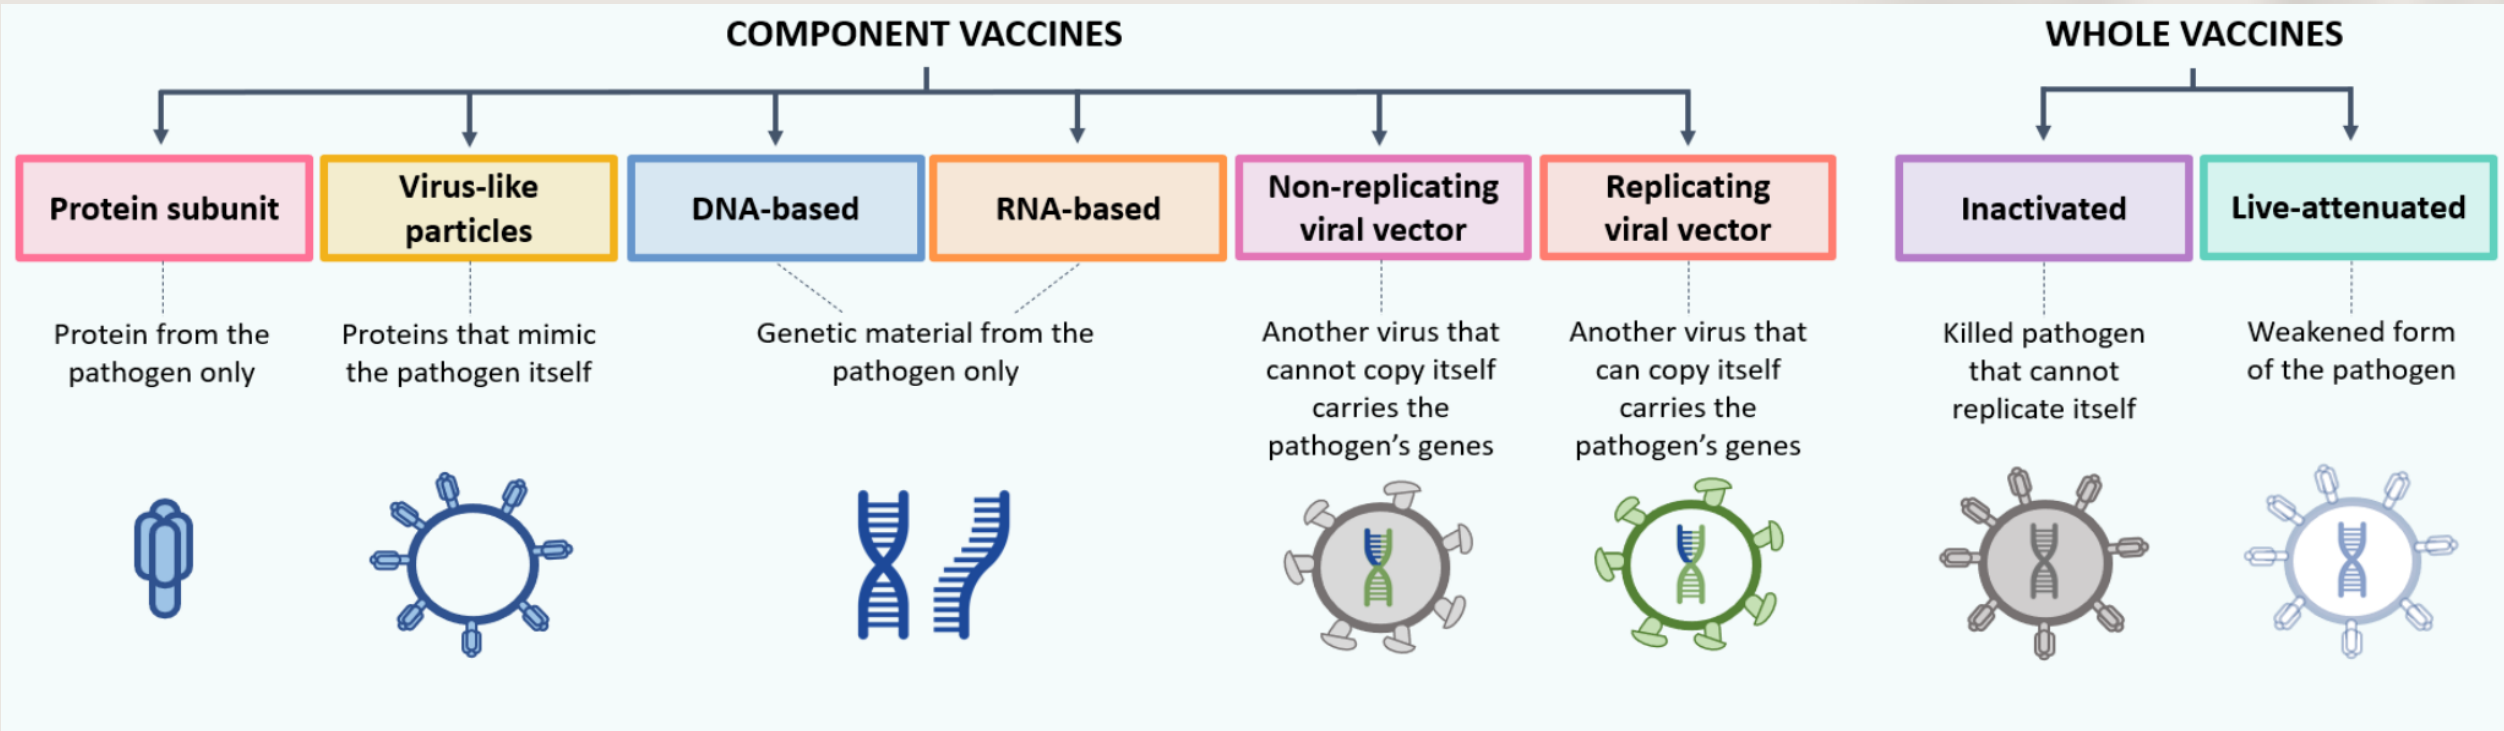 COMPONENT VACCINES
WHOLE VACCINES
Protein subunit
Virus-like
particles
DNA-based
RNA-based
Non-replicating
viral vector
Replicating
viral vector
Inactivated
Live-attenuated
Protein from the
pathogen only
Proteins that mimic
the pathogen itself
Genetic material from the
pathogen only
Another virus that
cannot copy itself
carries the
pathogen's genes
Another virus that
can copy itself
carries the
pathogen's genes
Killed pathogen
that cannot
replicate itself
Weakened form
of the pathogen